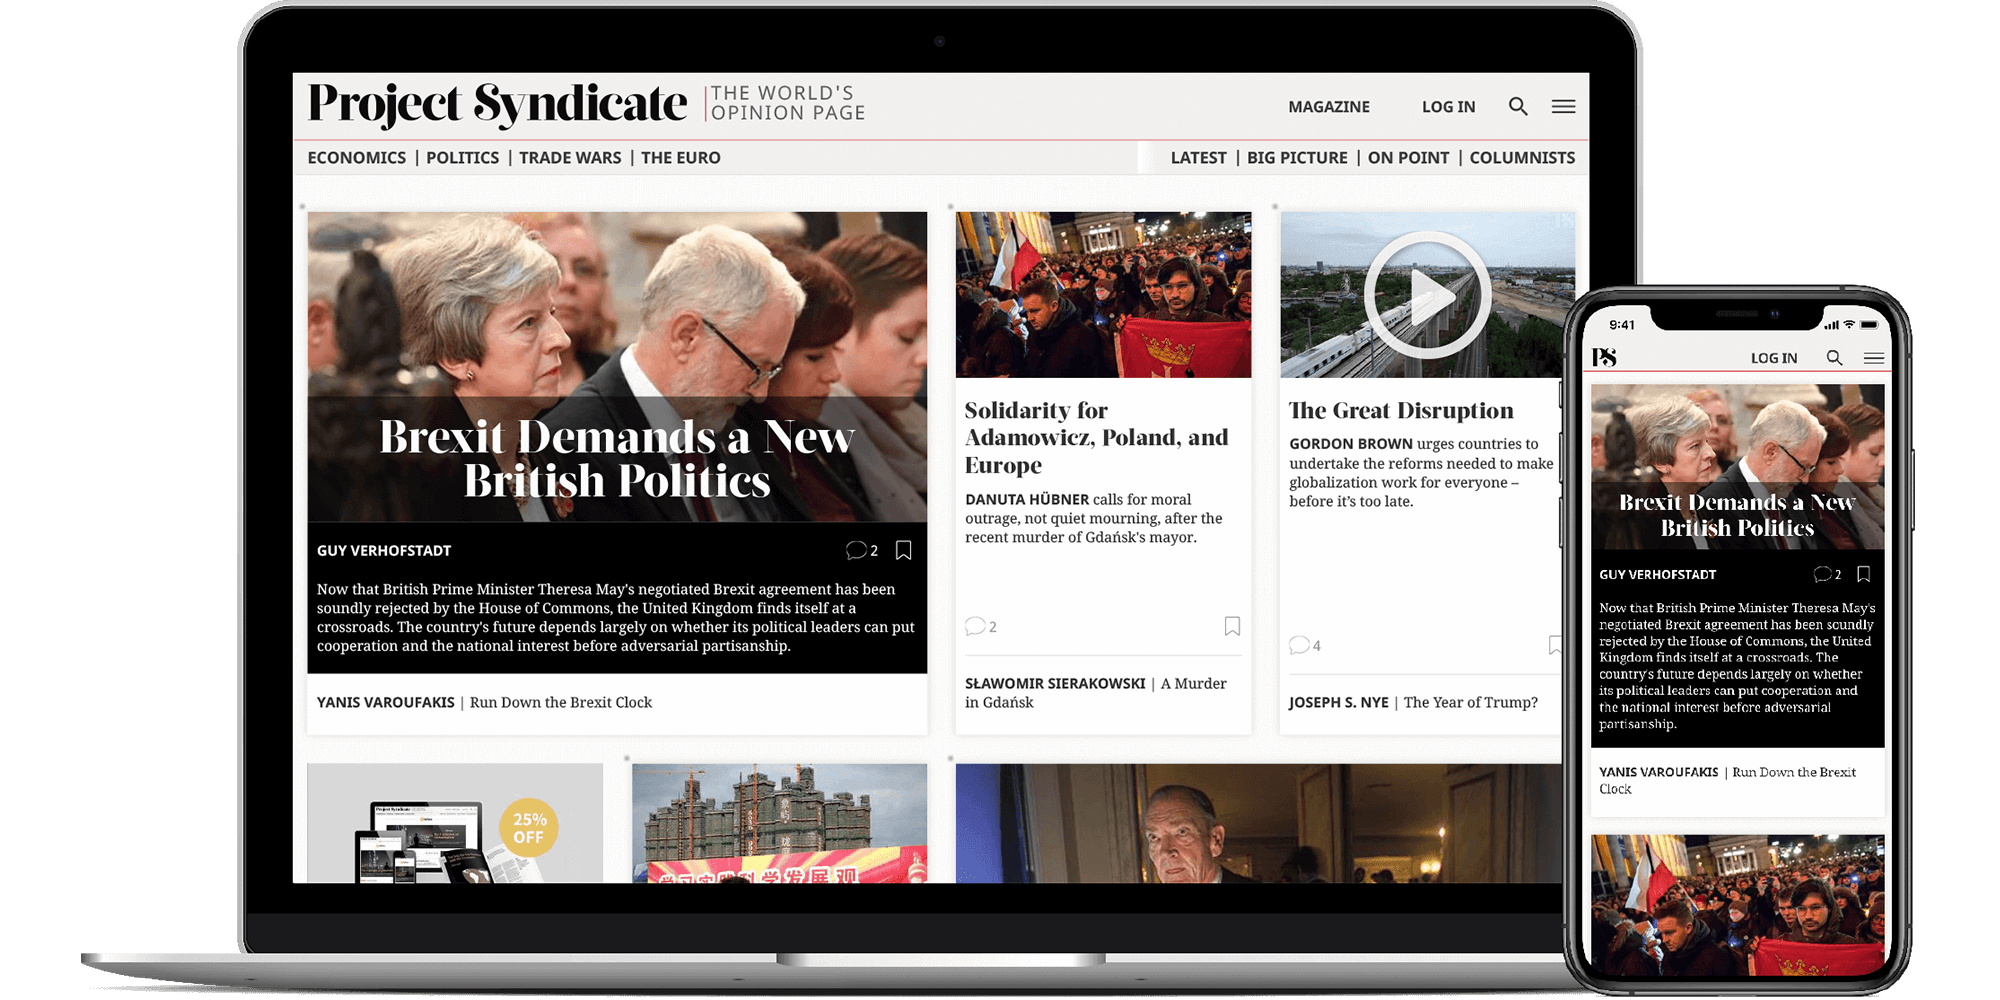 Project Syndicate
THE WORLD'S
OPINION PAGE
MAGAZINE
LOG IN
ECONOMICS | POLITICS | TRADE WARS | THE EURO
LATEST | BIG PICTURE | ON POINT | COLUMNISTS
Brexit Demands a New
British Politics
GUY VERHOFSTADT
2
Now that British Prime Minister Theresa May's negotiated Brexit agreement has been
soundly rejected by the House of Commons, the United Kingdom finds itself at a
crossroads. The country's future depends largely on whether its political leaders can put
cooperation and the national interest before adversarial partisanship.
YANIS VAROUFAKIS | Run Down the Brexit Clock
Solidarity for
Adamowicz, Poland, and
Europe
DANUTA HÜBNER calls for moral
outrage, not quiet mourning, after the
recent murder of Gdańsk's mayor.
2
SŁAWOMIR SIERAKOWSKI | A Murder
in Gdańsk
The Great Disruption
GORDON BROWN urges countries to
undertake the reforms needed to make
globalization work for everyone –
before it's too late.
4
JOSEPH S. NYE | The Year of Trump?
25%
OFF
学习实践科学发展观
9:41
PS
LOG IN
Brexit Demands a New
British Politics
GUY VERHOFSTADT
2
Now that British Prime Minister Theresa May's
negotiated Brexit agreement has been soundly
rejected by the House of Commons, the United
Kingdom finds itself at a crossroads. The
country's future depends largely on whether
its political leaders can put cooperation and
the national interest before adversarial
partisanship.
YANIS VAROUFAKIS | Run Down the Brexit
Clock